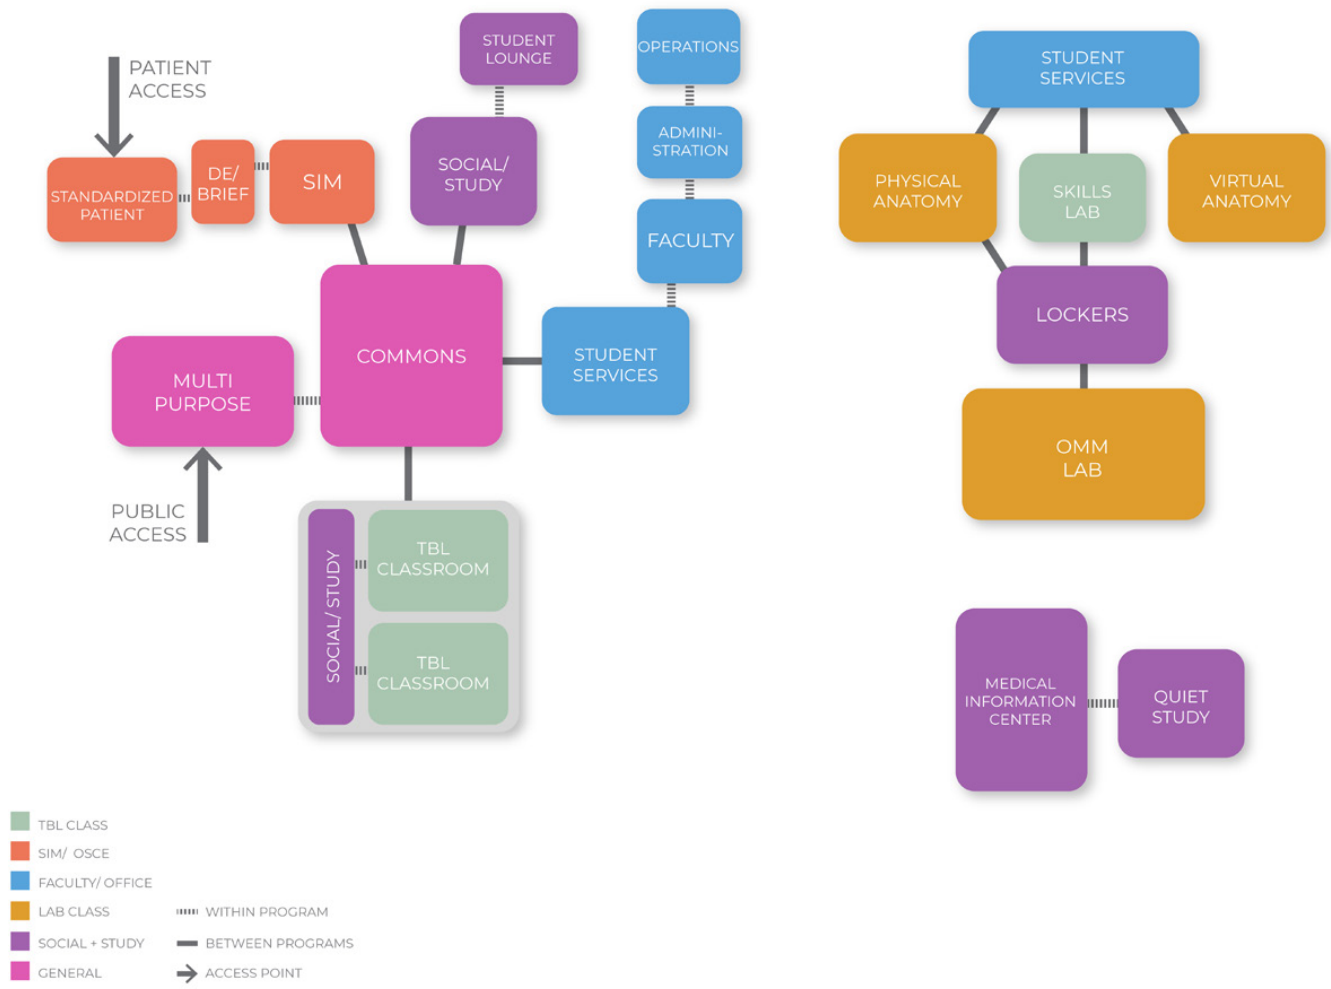 PATIENT
ACCESS
STANDARDIZED
PATIENT
DE/
BRIEF
SIM
STUDENT
LOUNGE
SOCIAL/
STUDY
OPERATIONS
ADMINI-
STRATION
FACULTY
COMMONS
STUDENT
SERVICES
MULTI
PURPOSE
PUBLIC
ACCESS
SOCIAL/ STUDY
TBL
CLASSROOM
TBL
CLASSROOM
STUDENT
SERVICES
PHYSICAL
ANATOMY
SKILLS
LAB
VIRTUAL
ANATOMY
LOCKERS
OMM
LAB
MEDICAL
INFORMATION
CENTER
QUIET
STUDY
TBL CLASS
SIM/ OSCE
FACULTY/ OFFICE
LAB CLASS
SOCIAL + STUDY
GENERAL
WITHIN PROGRAM
BETWEEN PROGRAMS
ACCESS POINT